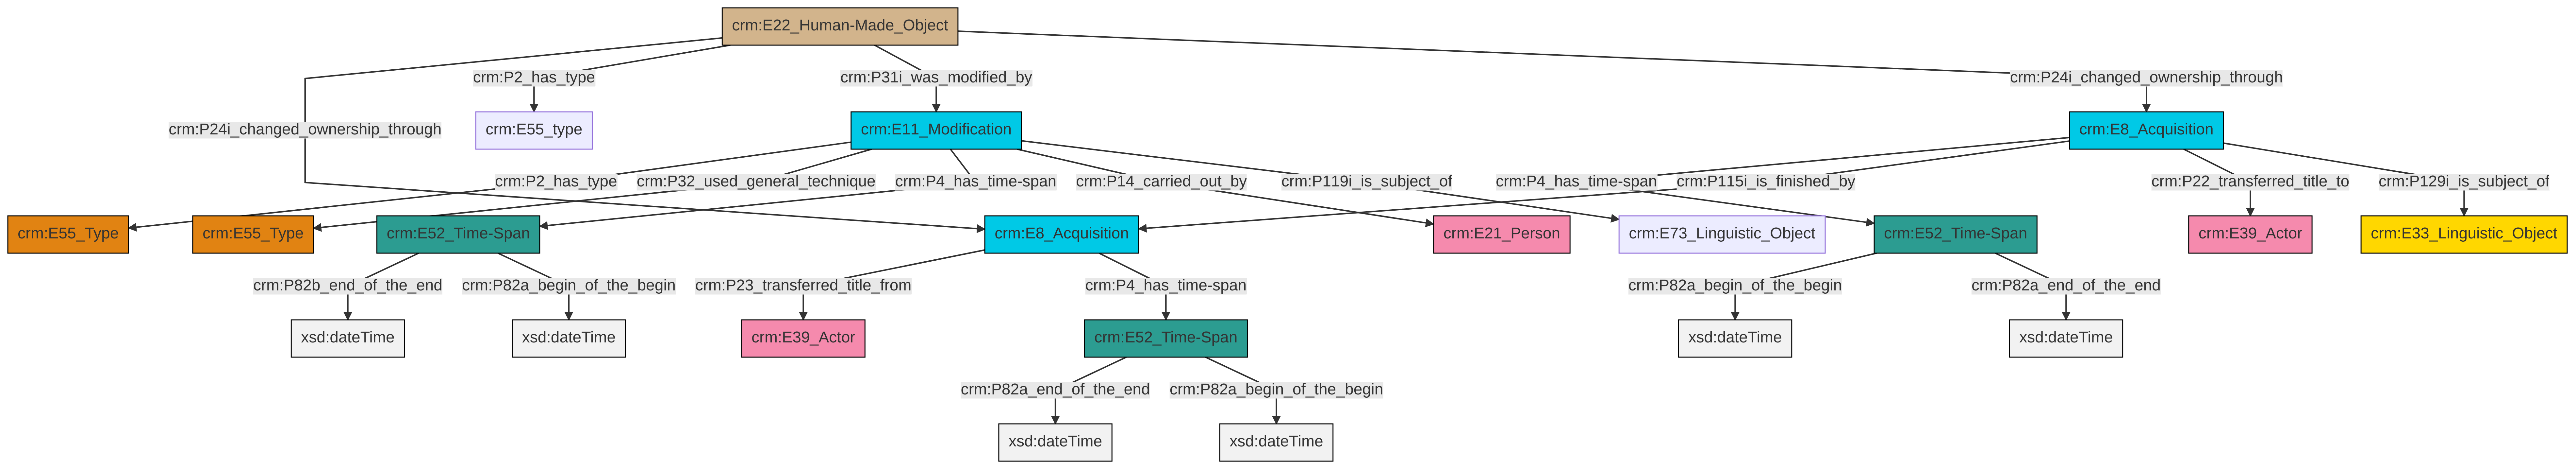 crm:E22_Human-Made_Object
crm:P2_has_type
crm:P31i_was_modified_by
crm:P24i_changed_ownership_through
crm:P24i_changed_ownership_through
crm:E55_type
crm:E11_Modification
crm:E8_Acquisition
crm:P2_has_type
crm:P32_used_general_technique
crm:P4_has_time-span
crm:P14_carried_out_by
crm:P119i_is_subject_of
crm:P4_has_time-span
crm:P115i_is_finished_by
crm:P22_transferred_title_to
crm:P129i_is_subject_of
crm:E55_Type
crm:E55_Type
crm:E52_Time-Span
crm:E8_Acquisition
crm:E21_Person
crm:E73_Linguistic_Object
crm:E52_Time-Span
crm:E39_Actor
crm:E33_Linguistic_Object
crm:P82b_end_of_the_end
crm:P82a_begin_of_the_begin
crm:P23_transferred_title_from
crm:P4_has_time-span
crm:P82a_begin_of_the_begin
crm:P82a_end_of_the_end
xsd:dateTime
xsd:dateTime
crm:E39_Actor
crm:E52_Time-Span
xsd:dateTime
xsd:dateTime
crm:P82a_end_of_the_end
crm:P82a_begin_of_the_begin
xsd:dateTime
xsd:dateTime